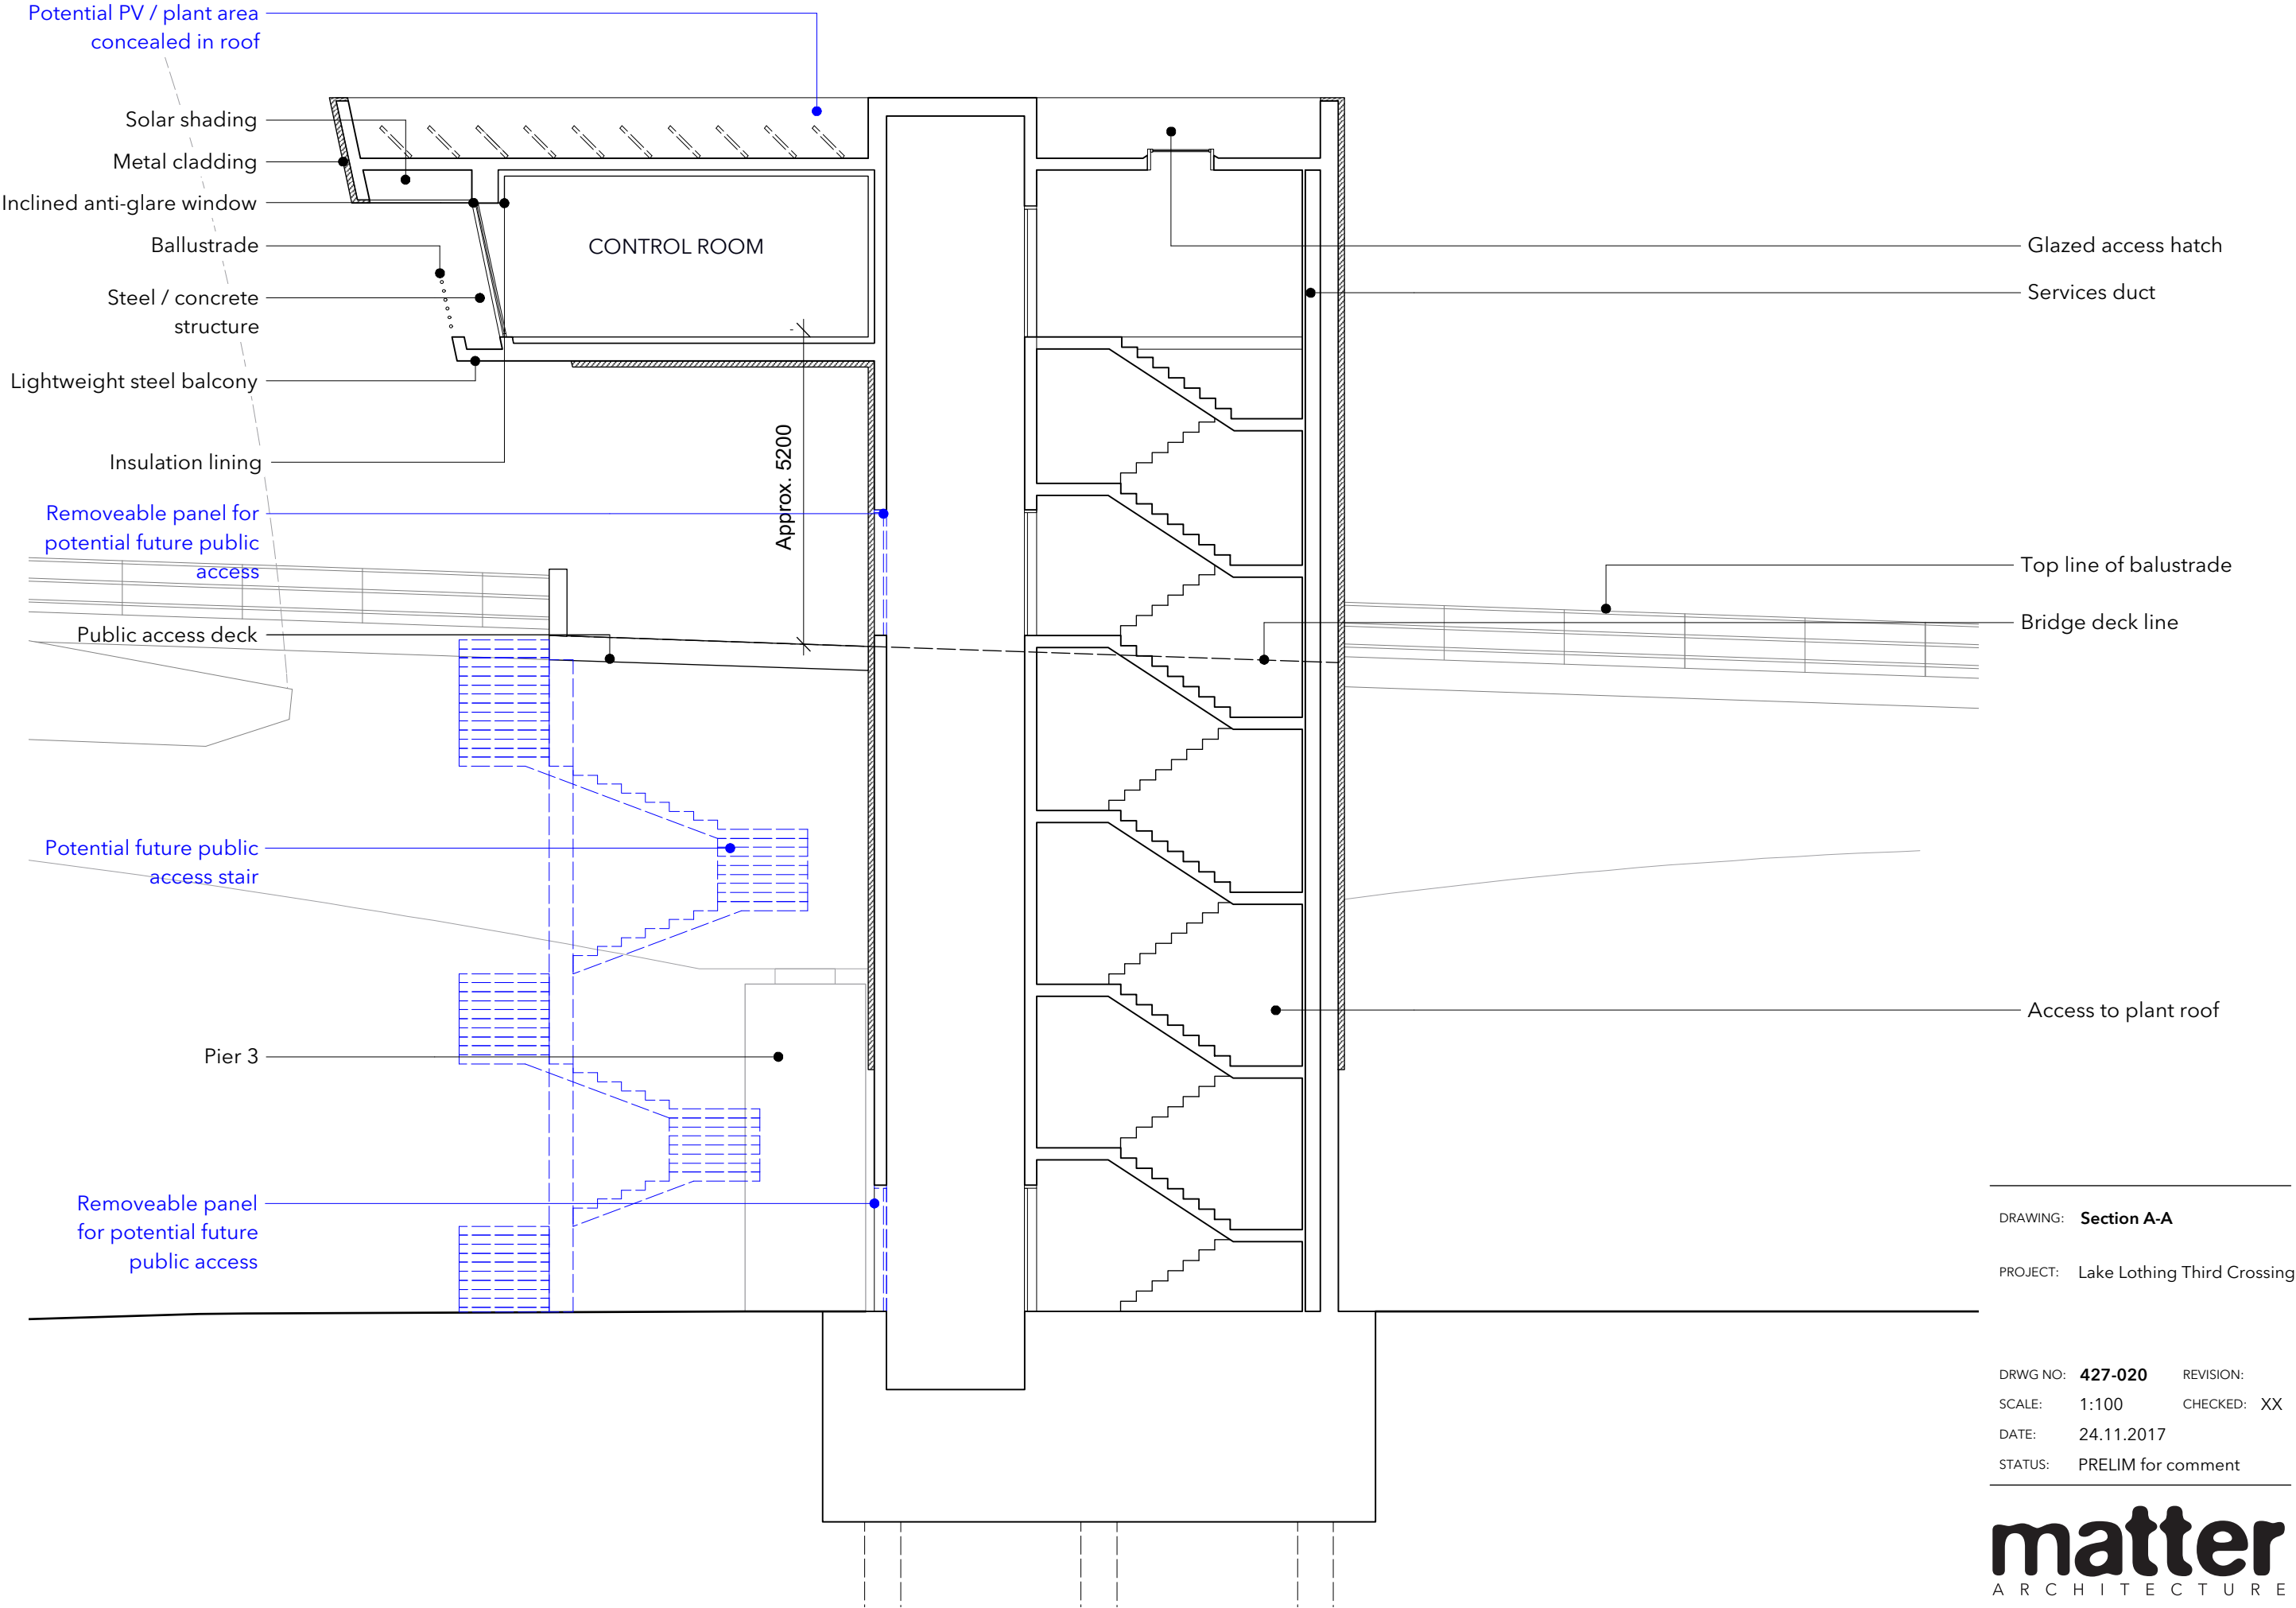 Potential PV / plant area
concealed in roof
Solar shading
Metal cladding
Inclined anti-glare window
Ballustrade
Steel / concrete
structure
Lightweight steel balcony
Insulation lining
Removeable panel for
potential future public
access
Public access deck
Potential future public
access stair
Pier 3
Removeable panel
for potential future
public access
CONTROL ROOM
Approx. 5200
Glazed access hatch
Services duct
Top line of balustrade
Bridge deck line
Access to plant roof
DRAWING: Section A-A
PROJECT: Lake Lothing Third Crossing
DRWG NO: 427-020 REVISION:
SCALE: 1:100 CHECKED: XX
DATE: 24.11.2017
STATUS: PRELIM for comment
matter
ARCHITECTURE